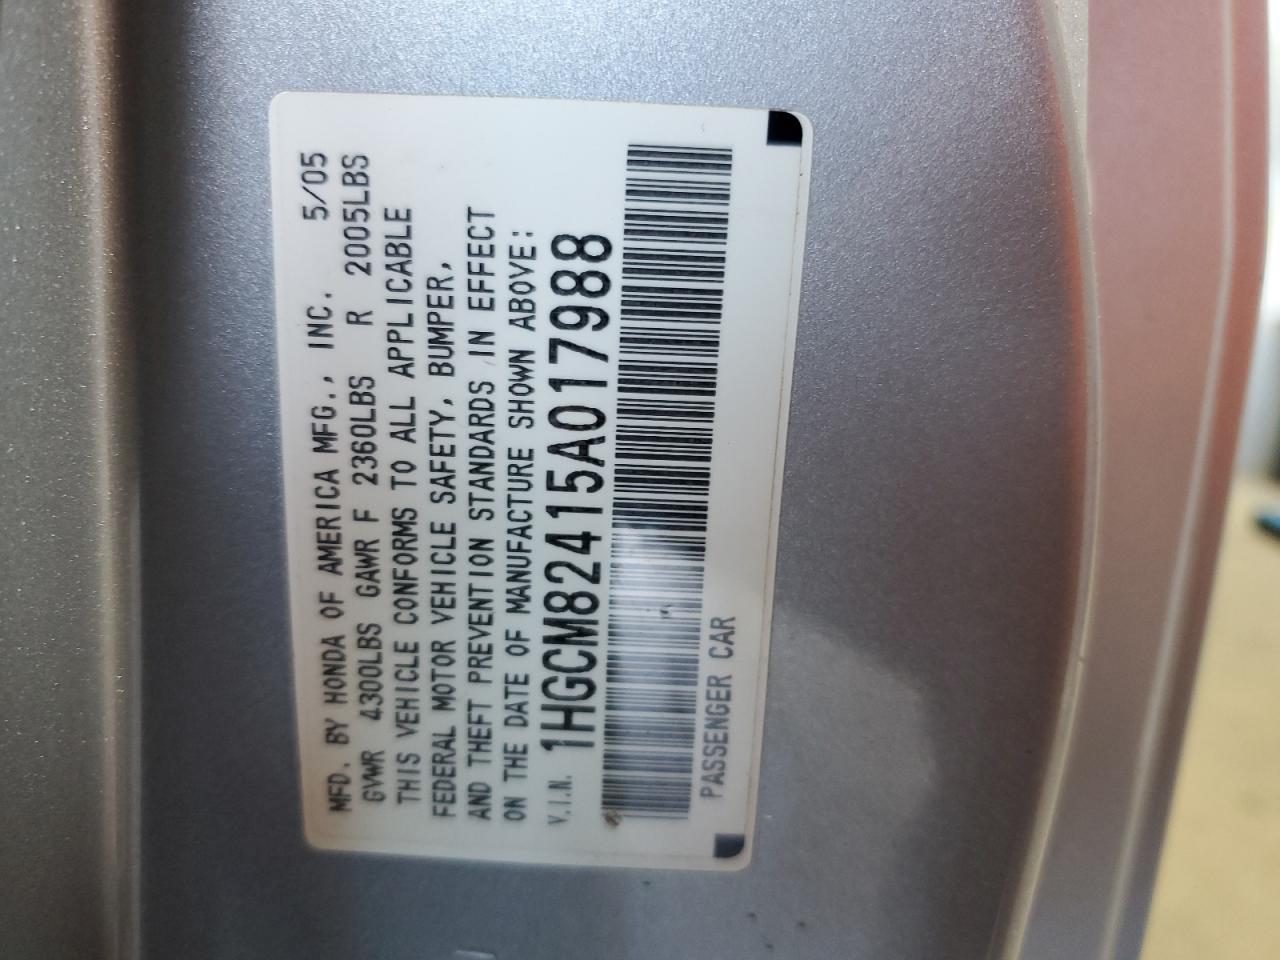 MFD. BY HONDA OF AMERICA MFG., INC. 5/05
GVWR 4300LBS GAWR F 2360LBS R 2005LBS
THIS VEHICLE CONFORMS TO ALL APPLICABLE
FEDERAL MOTOR VEHICLE SAFETY, BUMPER,
AND THEFT PREVENTION STANDARDS IN EFFECT
ON THE DATE OF MANUFACTURE SHOWN ABOVE:
V.I.N. 1HGCM82415A017988
PASSENGER CAR